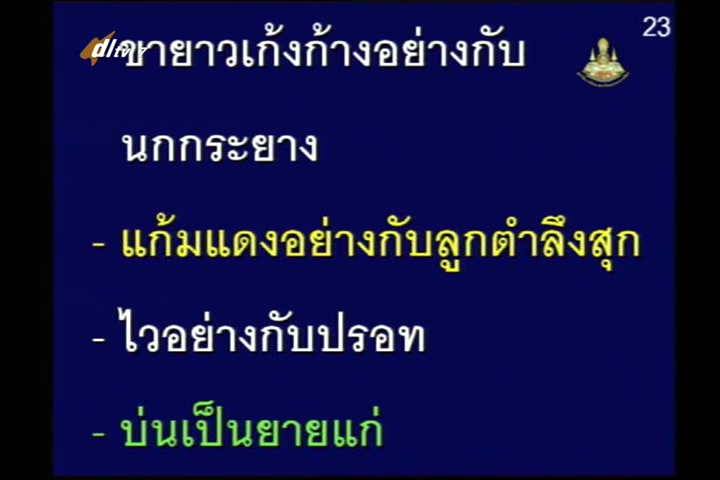 23
dltv
ขายาวเก้งก้างอย่างกับ
นกกระยาง
- แก้มแดงอย่างกับลูกตำลึงสุก
- ไวอย่างกับปรอท
- บ่นเป็นยายแก่